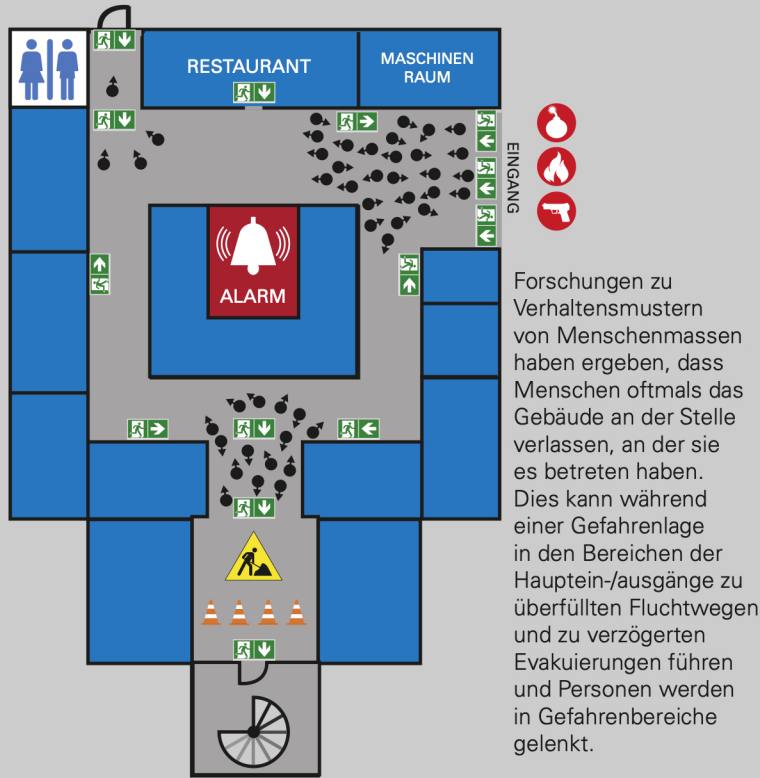 RESTAURANT
MASCHINEN
RAUM
EINGANG
ALARM
Forschungen zu
Verhaltensmustern
von Menschenmassen
haben ergeben, dass
Menschen oftmals das
Gebäude an der Stelle
verlassen, an der sie
es betreten haben.
Dies kann während
einer Gefahrenlage
in den Bereichen der
Hauptein-/ausgänge zu
überfüllten Fluchtwegen
und zu verzögerten
Evakuierungen führen
und Personen werden
in Gefahrenbereiche
gelenkt.